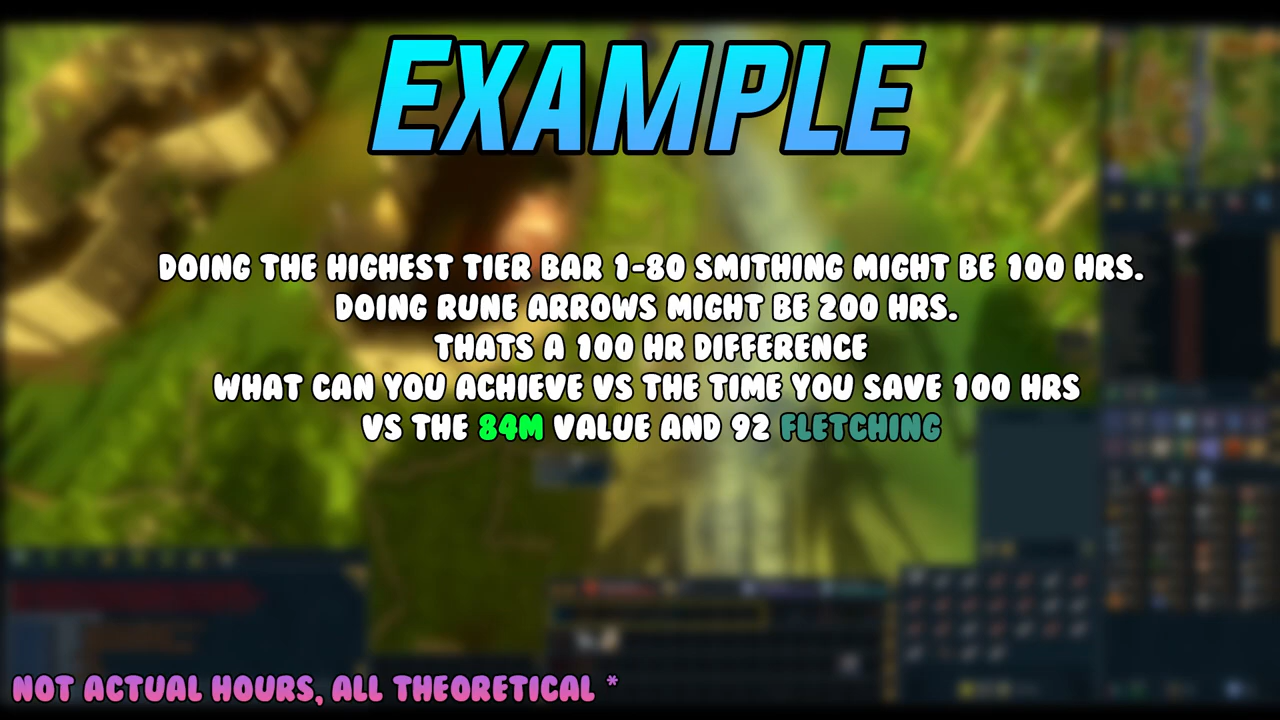 EXAMPLE
DOING THE HIGHEST TIER BAR 1-80 SMITHING MIGHT BE 100 HRS.
DOING RUNE ARROWS MIGHT BE 200 HRS.
THATS A 100 HR DIFFERENCE
WHAT CAN YOU ACHIEVE VS THE TIME YOU SAVE 100 HRS
VS THE 84M VALUE AND 92 FLETCHING
NOT ACTUAL HOURS, ALL THEORETICAL *